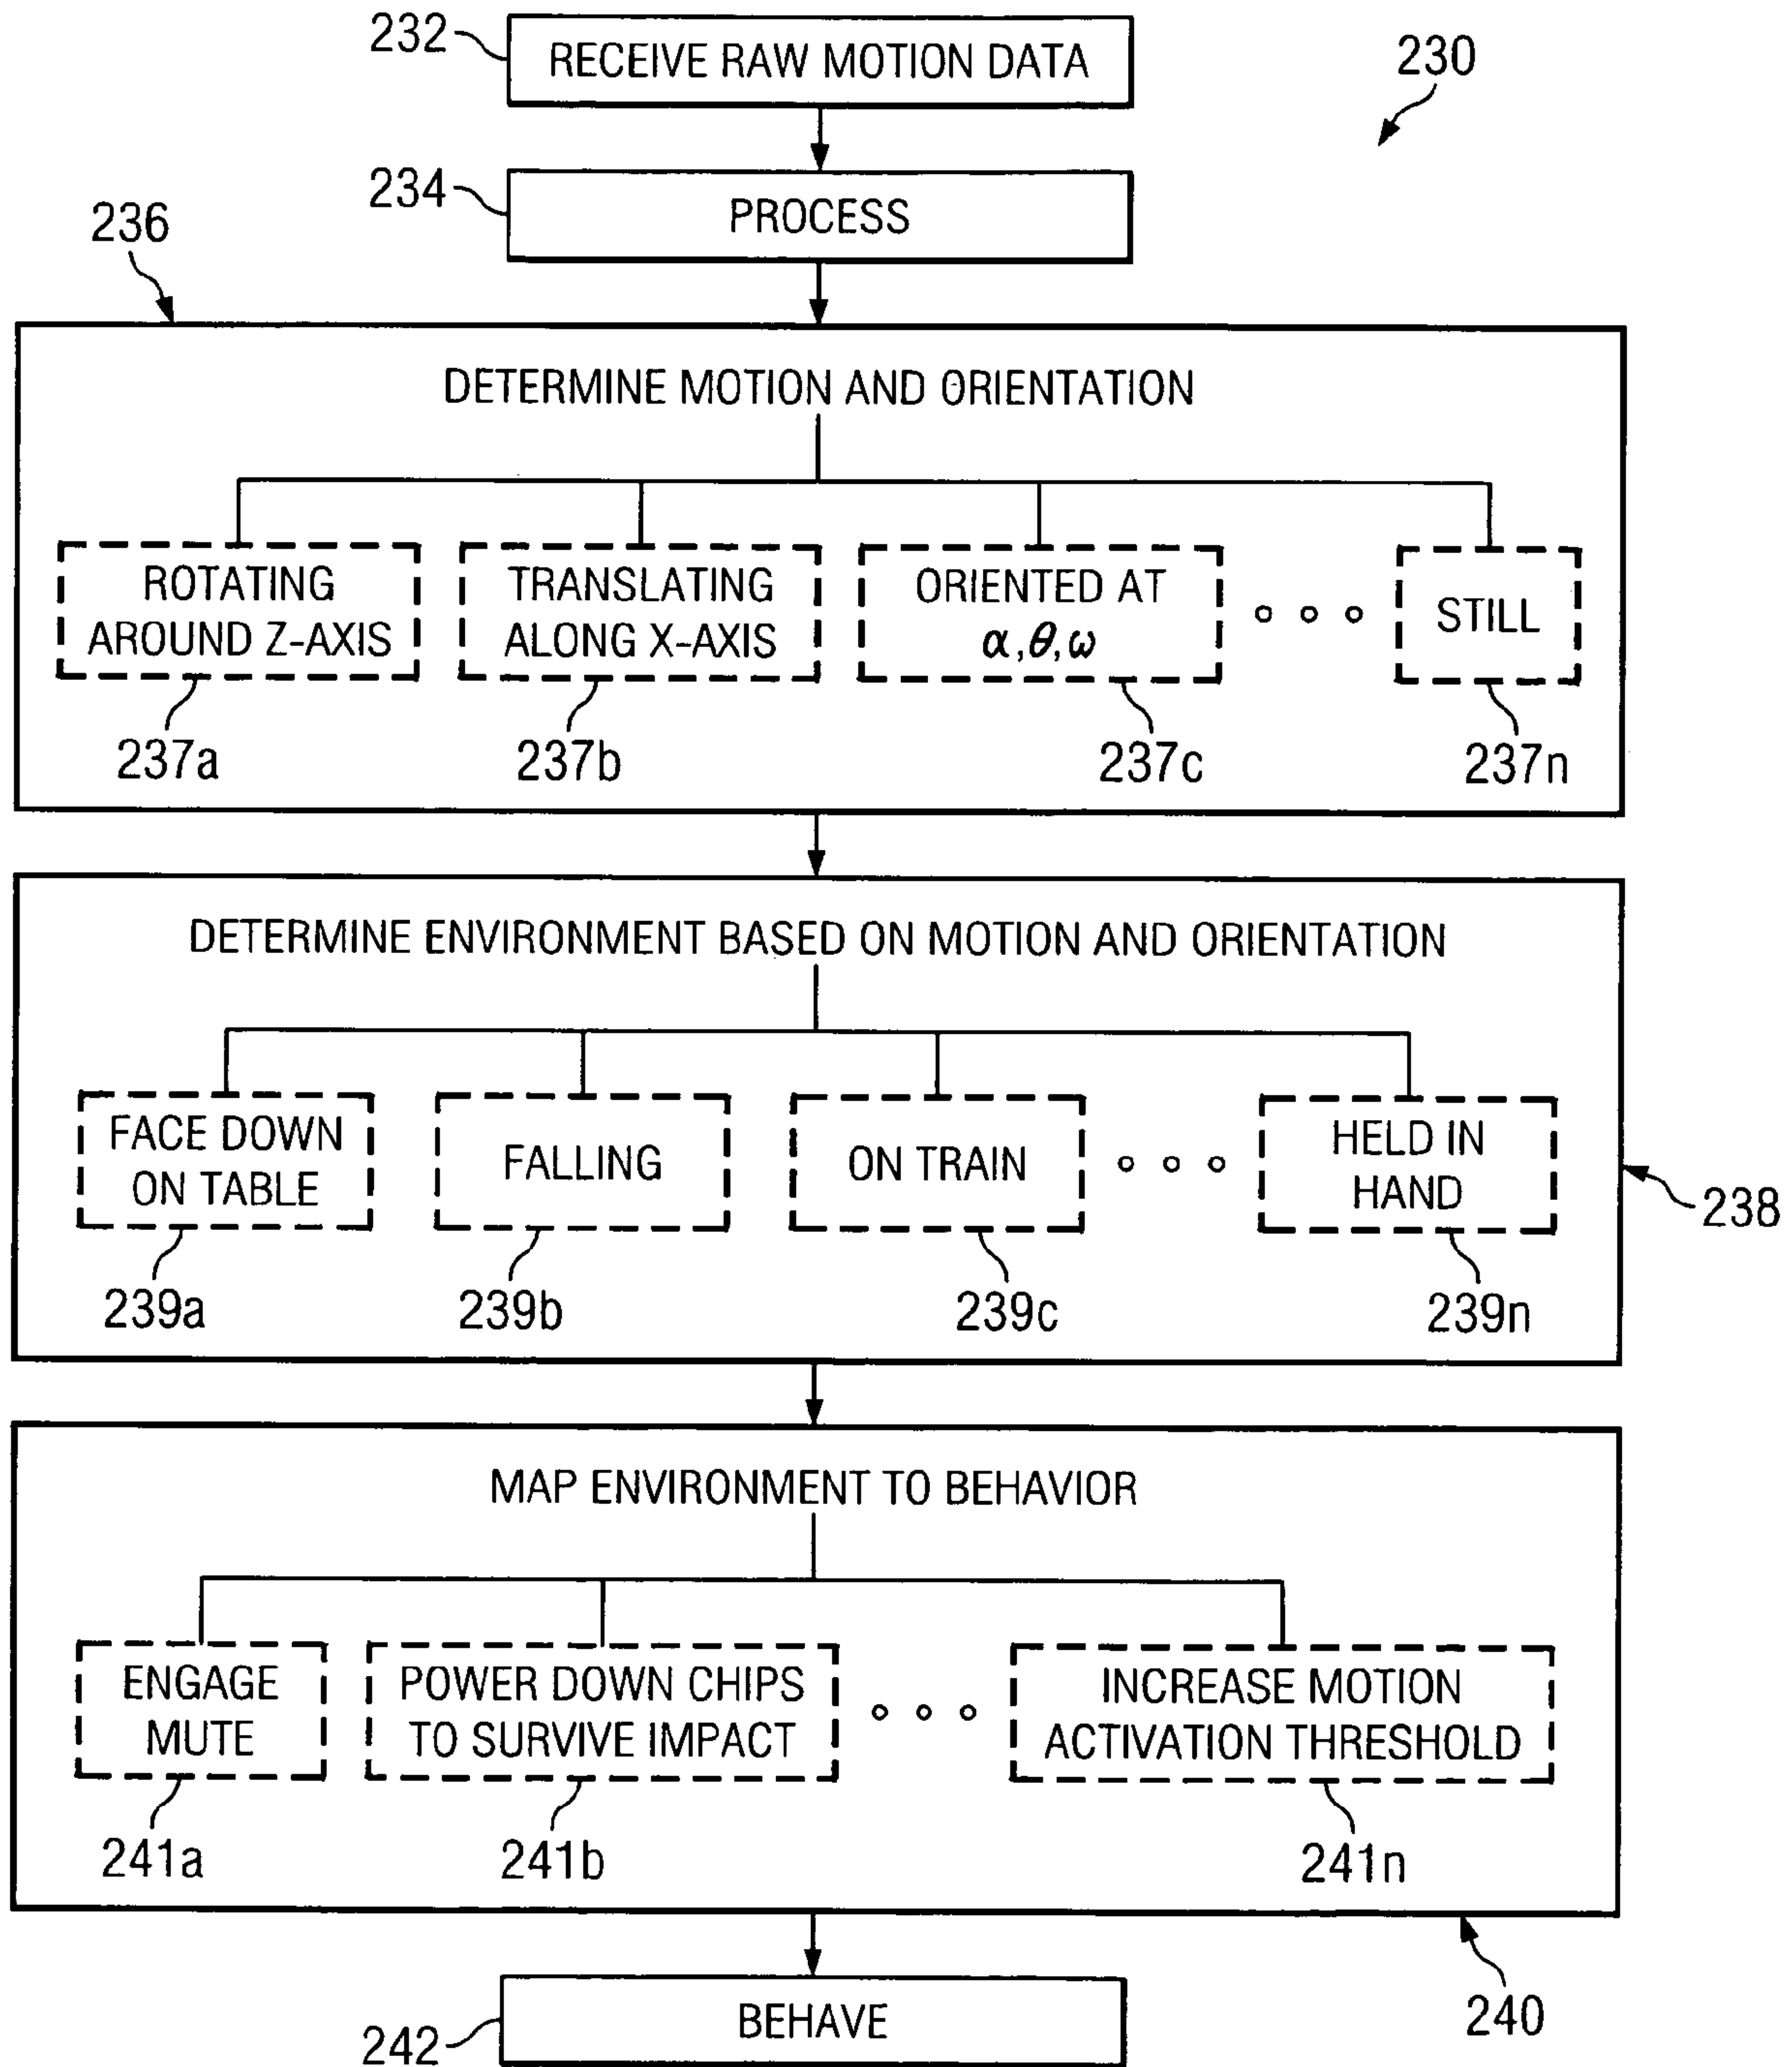 232
RECEIVE RAW MOTION DATA
230
234
PROCESS
236
DETERMINE MOTION AND ORIENTATION
ROTATING
AROUND Z-AXIS
TRANSLATING
ALONG X-AXIS
ORIENTED AT
α,θ,ω
STILL
237a
237b
237c
237n
DETERMINE ENVIRONMENT BASED ON MOTION AND ORIENTATION
FACE DOWN
ON TABLE
FALLING
ON TRAIN
HELD IN
HAND
238
239a
239b
239c
239n
MAP ENVIRONMENT TO BEHAVIOR
ENGAGE
MUTE
POWER DOWN CHIPS
TO SURVIVE IMPACT
INCREASE MOTION
ACTIVATION THRESHOLD
241a
241b
241n
240
242
BEHAVE